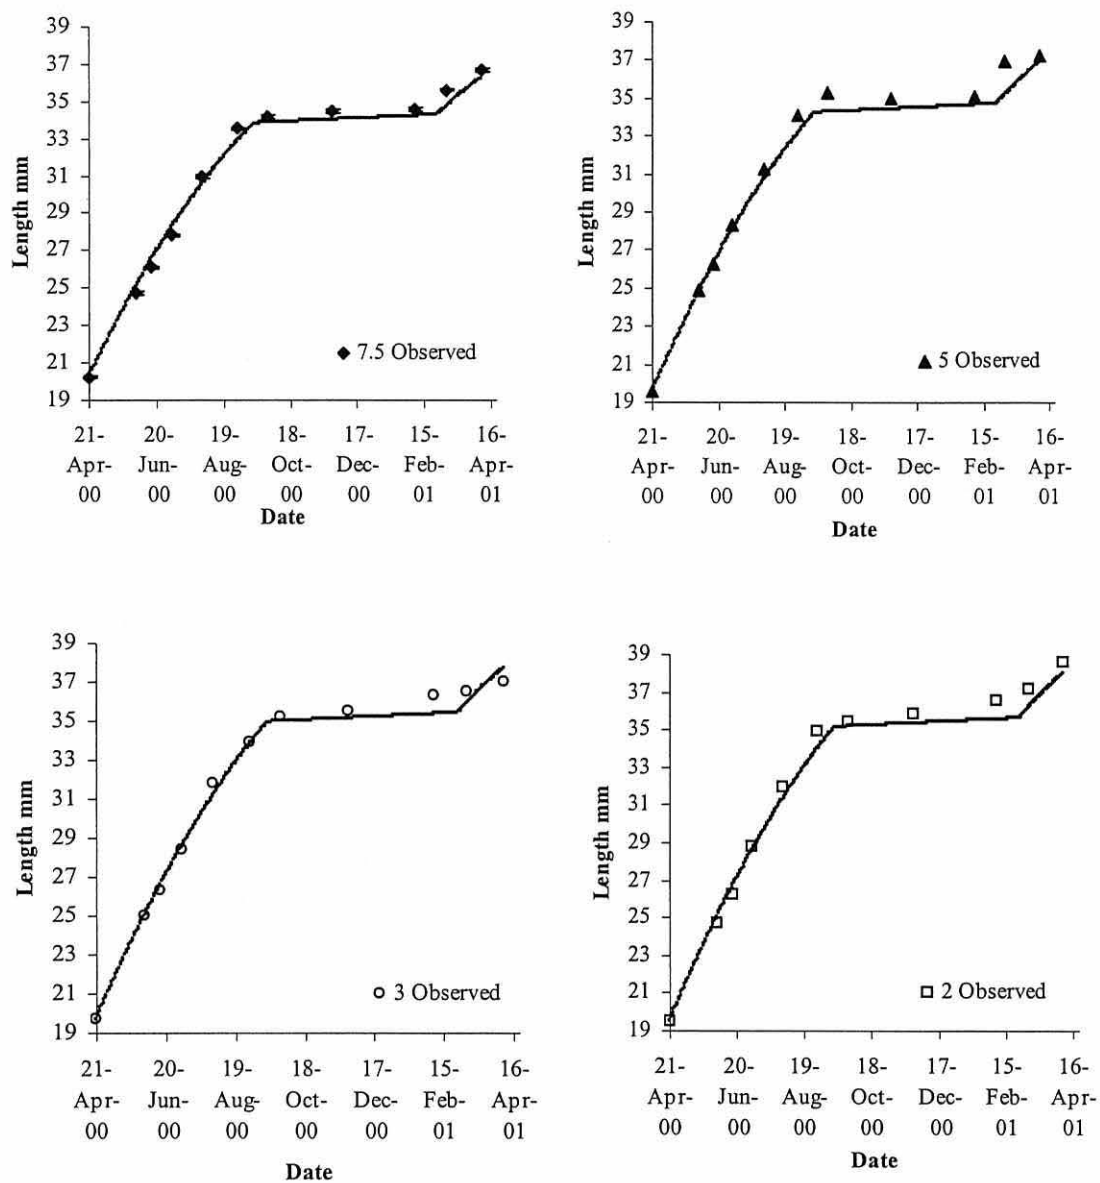 39
37
35
33
31
29
27
25
23
21
19
Length mm
7.5 Observed
21- 20- 19- 18- 17- 15- 16-
Apr- Jun- Aug- Oct- Dec- Feb- Apr-
00 00 00 00 00 01 01
Date
39
37
35
33
31
29
27
25
23
21
19
Length mm
5 Observed
21- 20- 19- 18- 17- 15- 16-
Apr- Jun- Aug- Oct- Dec- Feb- Apr-
00 00 00 00 00 01 01
Date
39
37
35
33
31
29
27
25
23
21
19
Length mm
3 Observed
21- 20- 19- 18- 17- 15- 16-
Apr- Jun- Aug- Oct- Dec- Feb- Apr-
00 00 00 00 00 01 01
Date
39
37
35
33
31
29
27
25
23
21
19
Length mm
2 Observed
21- 20- 19- 18- 17- 15- 16-
Apr- Jun- Aug- Oct- Dec- Feb- Apr-
00 00 00 00 00 01 01
Date